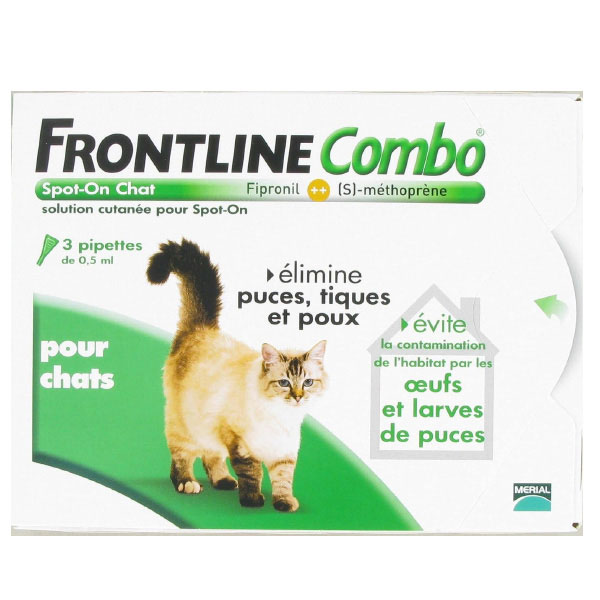 FRONTLINE Combo®
Spot-On Chat Fipronil ++ (S)-méthoprène
solution cutanée pour Spot-On
3 pipettes
de 0,5 ml
élimine
puces, tiques
et poux
évite
la contamination
de l'habitat par les
œufs
et larves
de puces
pour
chats
MERIAL